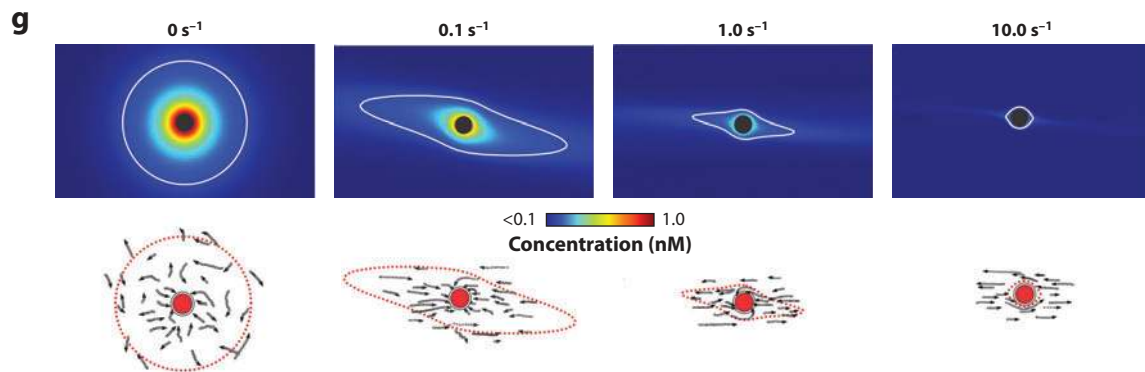 g
0 s⁻¹ 0.1 s⁻¹ 1.0 s⁻¹ 10.0 s⁻¹
<0.1 1.0
Concentration (nM)